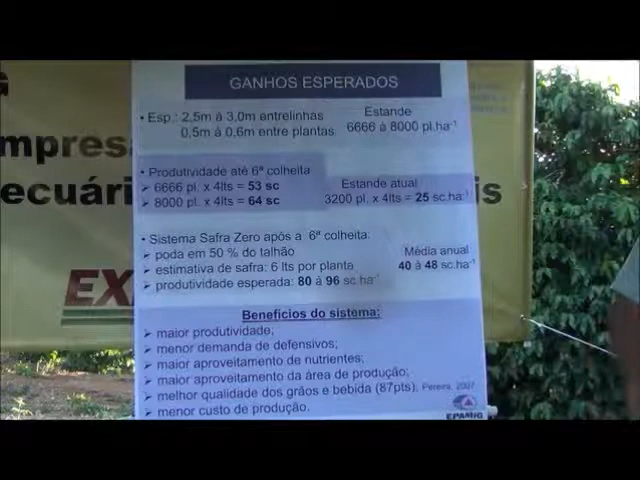 GANHOS ESPERADOS
• Esp.: 2,5m à 3,0m entrelinhas
0,5m à 0,6m entre plantas
Estande
6666 à 8000 pl.ha-¹
• Produtividade até 6ª colheita
➢ 6666 pl. x 4lts = 53 sc
➢ 8000 pl. x 4lts = 64 sc
Estande atual
3200 pl. x 4lts = 25 sc.ha-¹
• Sistema Safra Zero após a 6ª colheita:
➢ poda em 50 % do talhão
➢ estimativa de safra: 6 lts por planta
➢ produtividade esperada: 80 à 96 sc.ha-¹
Média anual
40 à 48 sc.ha-¹
Benefícios do sistema:
➢ maior produtividade;
➢ menor demanda de defensivos;
➢ maior aproveitamento de nutrientes;
➢ maior aproveitamento da área de produção;
➢ melhor qualidade dos grãos e bebida (87pts), Pereira, 2007
➢ menor custo de produção.
EPAMIG
mpresa
ecuári
is
EX